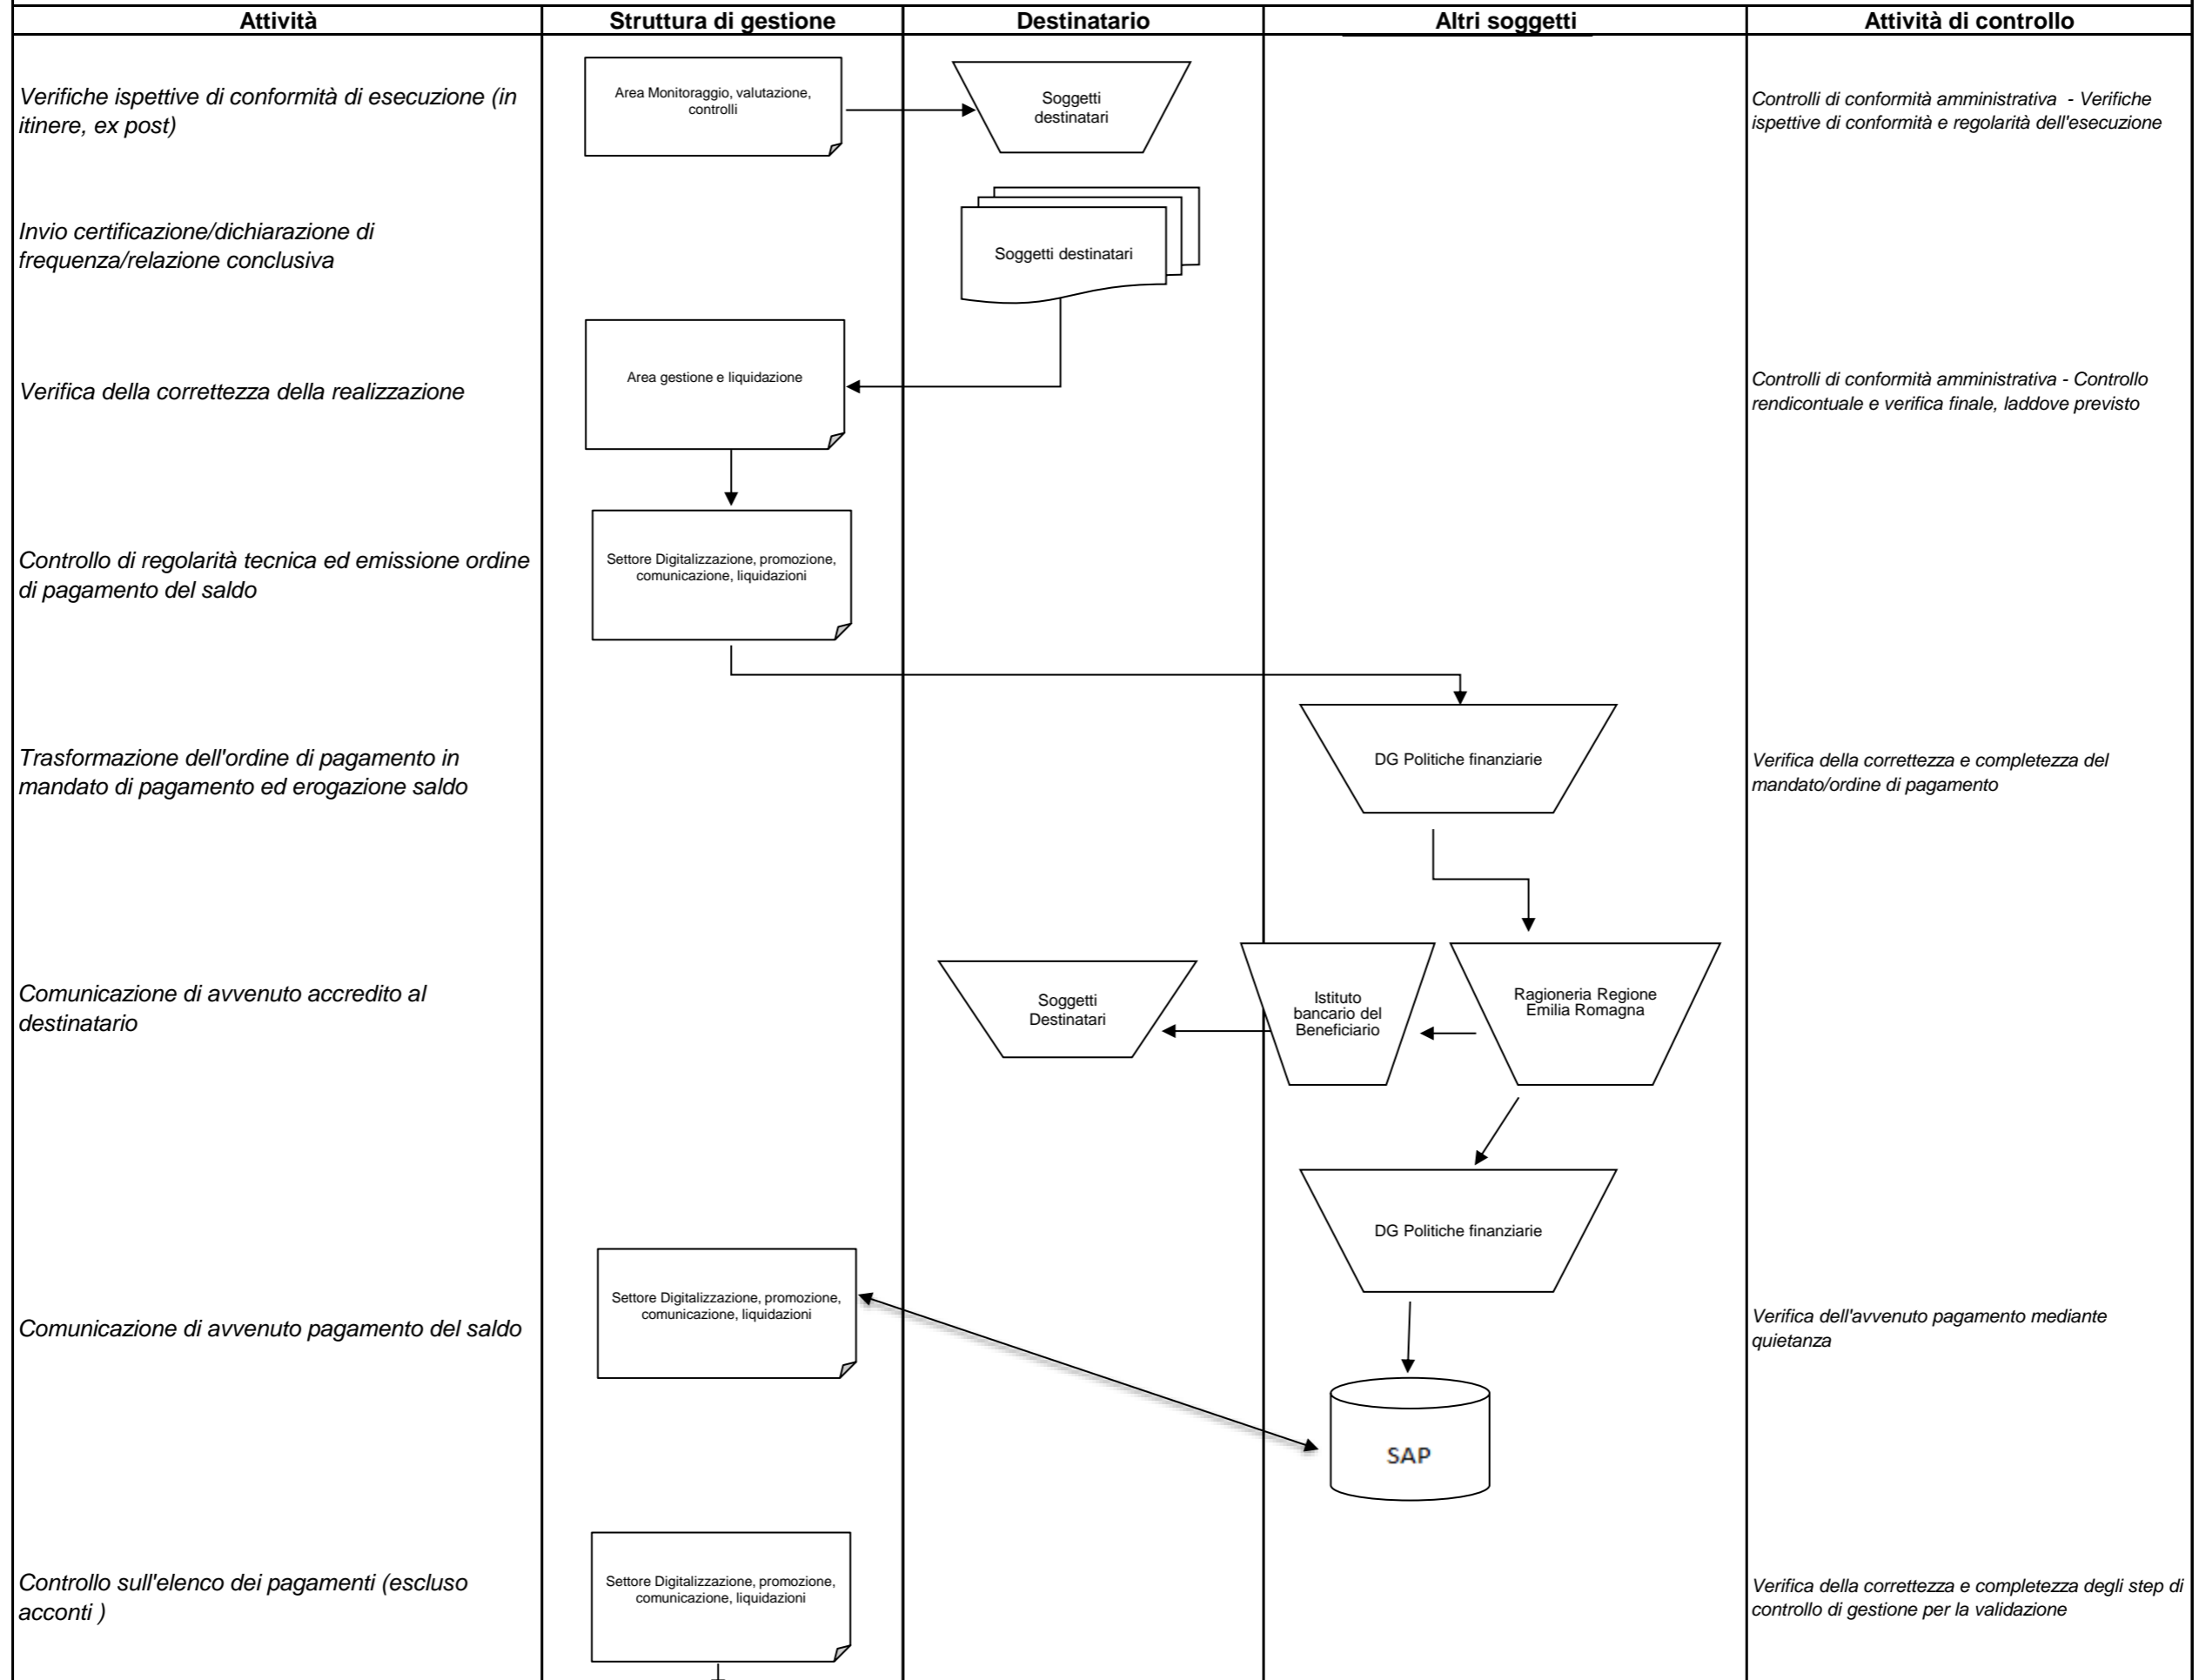 Attività
Struttura di gestione
Destinatario
Altri soggetti
Attività di controllo
Verifiche ispettive di conformità di esecuzione (in
itinere, ex post)
Area Monitoraggio, valutazione,
controlli
Soggetti
destinatari
Controlli di conformità amministrativa - Verifiche
ispettive di conformità e regolarità dell'esecuzione
Invio certificazione/dichiarazione di
frequenza/relazione conclusiva
Soggetti destinatari
Verifica della correttezza della realizzazione
Area gestione e liquidazione
Controlli di conformità amministrativa - Controllo
rendicontuale e verifica finale, laddove previsto
Controllo di regolarità tecnica ed emissione ordine
di pagamento del saldo
Settore Digitalizzazione, promozione,
comunicazione, liquidazioni
Trasformazione dell'ordine di pagamento in
mandato di pagamento ed erogazione saldo
DG Politiche finanziarie
Verifica della correttezza e completezza del
mandato/ordine di pagamento
Comunicazione di avvenuto accredito al
destinatario
Soggetti
Destinatari
Istituto
bancario del
Beneficiario
Ragioneria Regione
Emilia Romagna
DG Politiche finanziarie
Comunicazione di avvenuto pagamento del saldo
Settore Digitalizzazione, promozione,
comunicazione, liquidazioni
Verifica dell'avvenuto pagamento mediante
quietanza
SAP
Controllo sull'elenco dei pagamenti (escluso
acconti )
Settore Digitalizzazione, promozione,
comunicazione, liquidazioni
Verifica della correttezza e completezza degli step di
controllo di gestione per la validazione